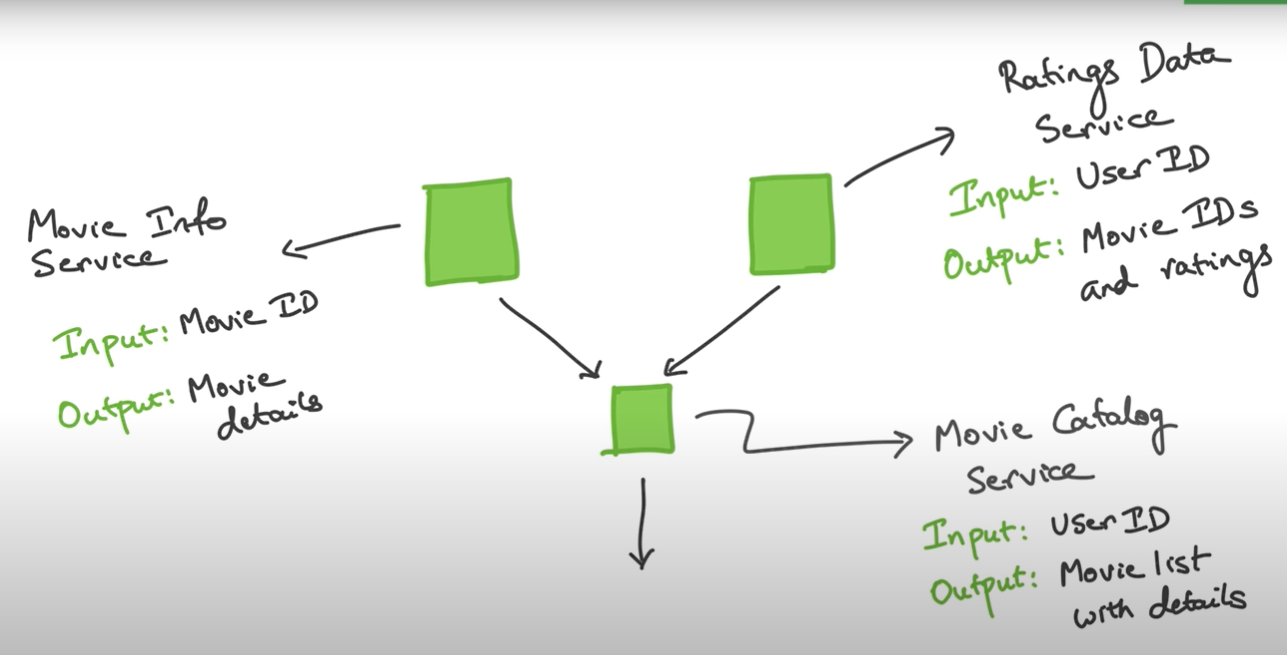 Ratings Data
Service
Input: User ID
Output: Movie IDs
and ratings
Movie Info
Service
Input: Movie ID
Output: Movie
details
Movie Catalog
Service
Input: User ID
Output: Movie list
with details